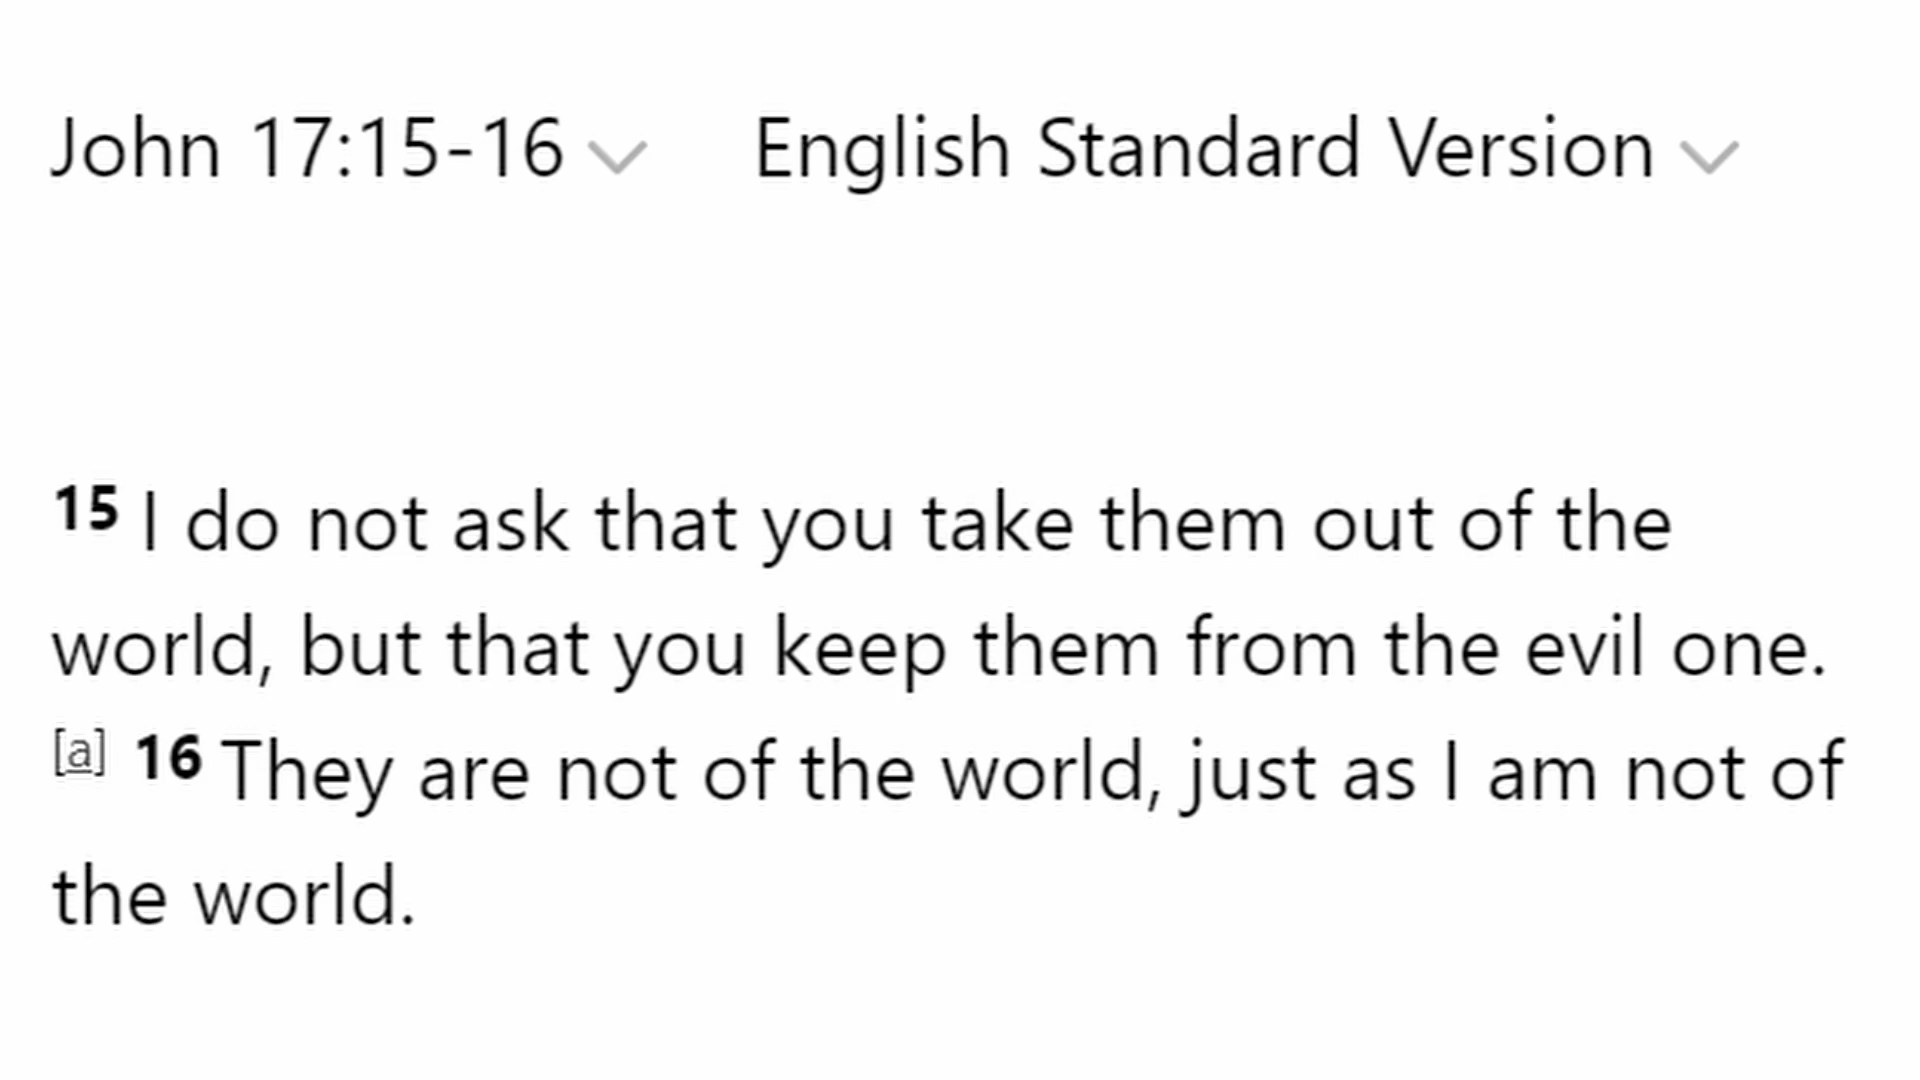 John 17:15-16 English Standard Version
15 I do not ask that you take them out of the
world, but that you keep them from the evil one.
[a] 16 They are not of the world, just as I am not of
the world.